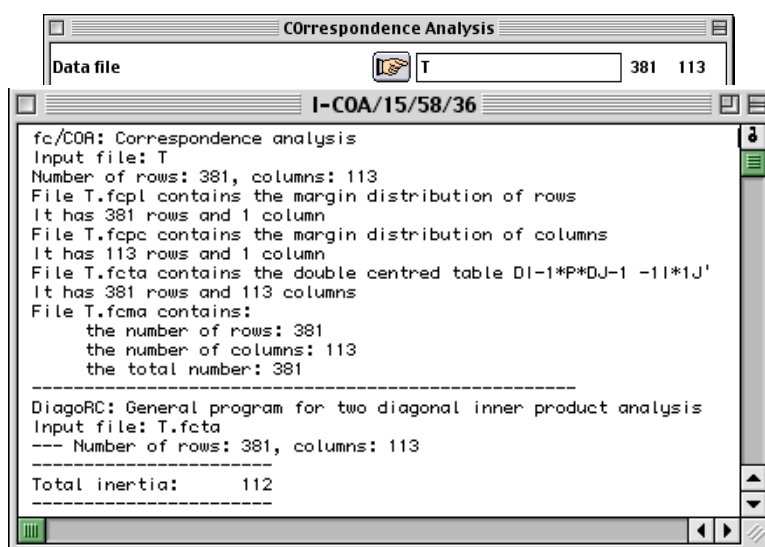 COrrespondence Analysis
Data file T 381 113
I-COA/15/58/36
fc/COA: Correspondence analysis
Input file: T
Number of rows: 381, columns: 113
File T.fcpl contains the margin distribution of rows
It has 381 rows and 1 column
File T.fcpc contains the margin distribution of columns
It has 113 rows and 1 column
File T.fcta contains the double centred table DI-1*P*DJ-1 -1I*1J'
It has 381 rows and 113 columns
File T.fcma contains:
the number of rows: 381
the number of columns: 113
the total number: 381
----------------------------------------------------
DiagoRC: General program for two diagonal inner product analysis
Input file: T.fcta
--- Number of rows: 381, columns: 113
-----------------------
Total inertia: 112
-----------------------